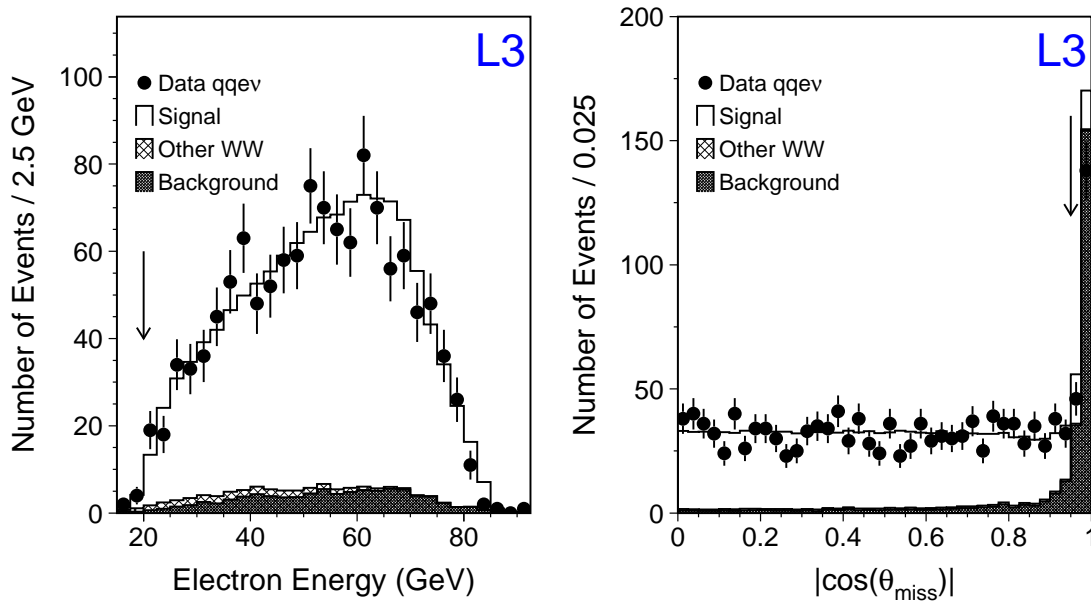 L3
Data qqeν
Signal
Other WW
Background
Number of Events / 2.5 GeV
100
80
60
40
20
0
20 40 60 80
Electron Energy (GeV)
L3
Data qqeν
Signal
Other WW
Background
Number of Events / 0.025
200
150
100
50
0
0 0.2 0.4 0.6 0.8 1
|cos(θmiss)|